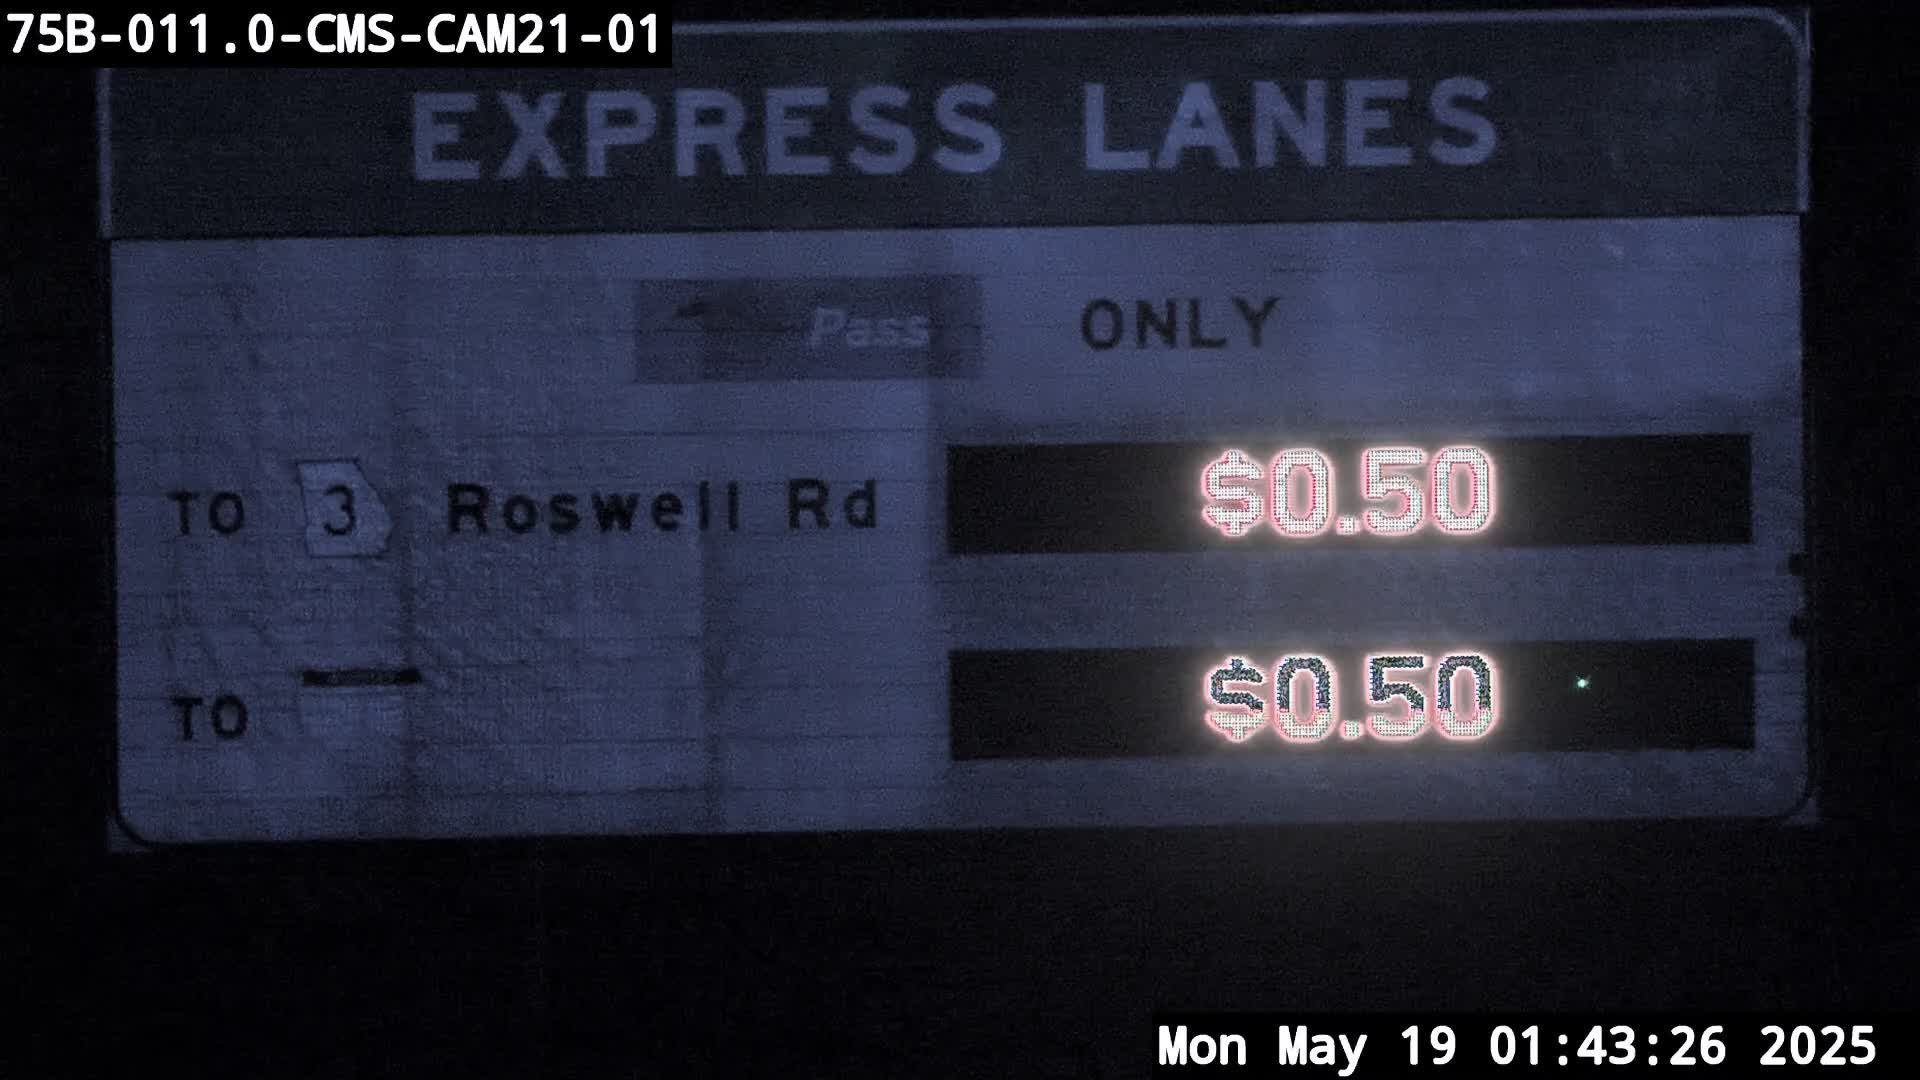 75B-011.0-CMS-CAM21-01
EXPRESS LANES
Pass ONLY
TO 3 Roswell Rd $0.50
TO $0.50
Mon May 19 01:43:26 2025